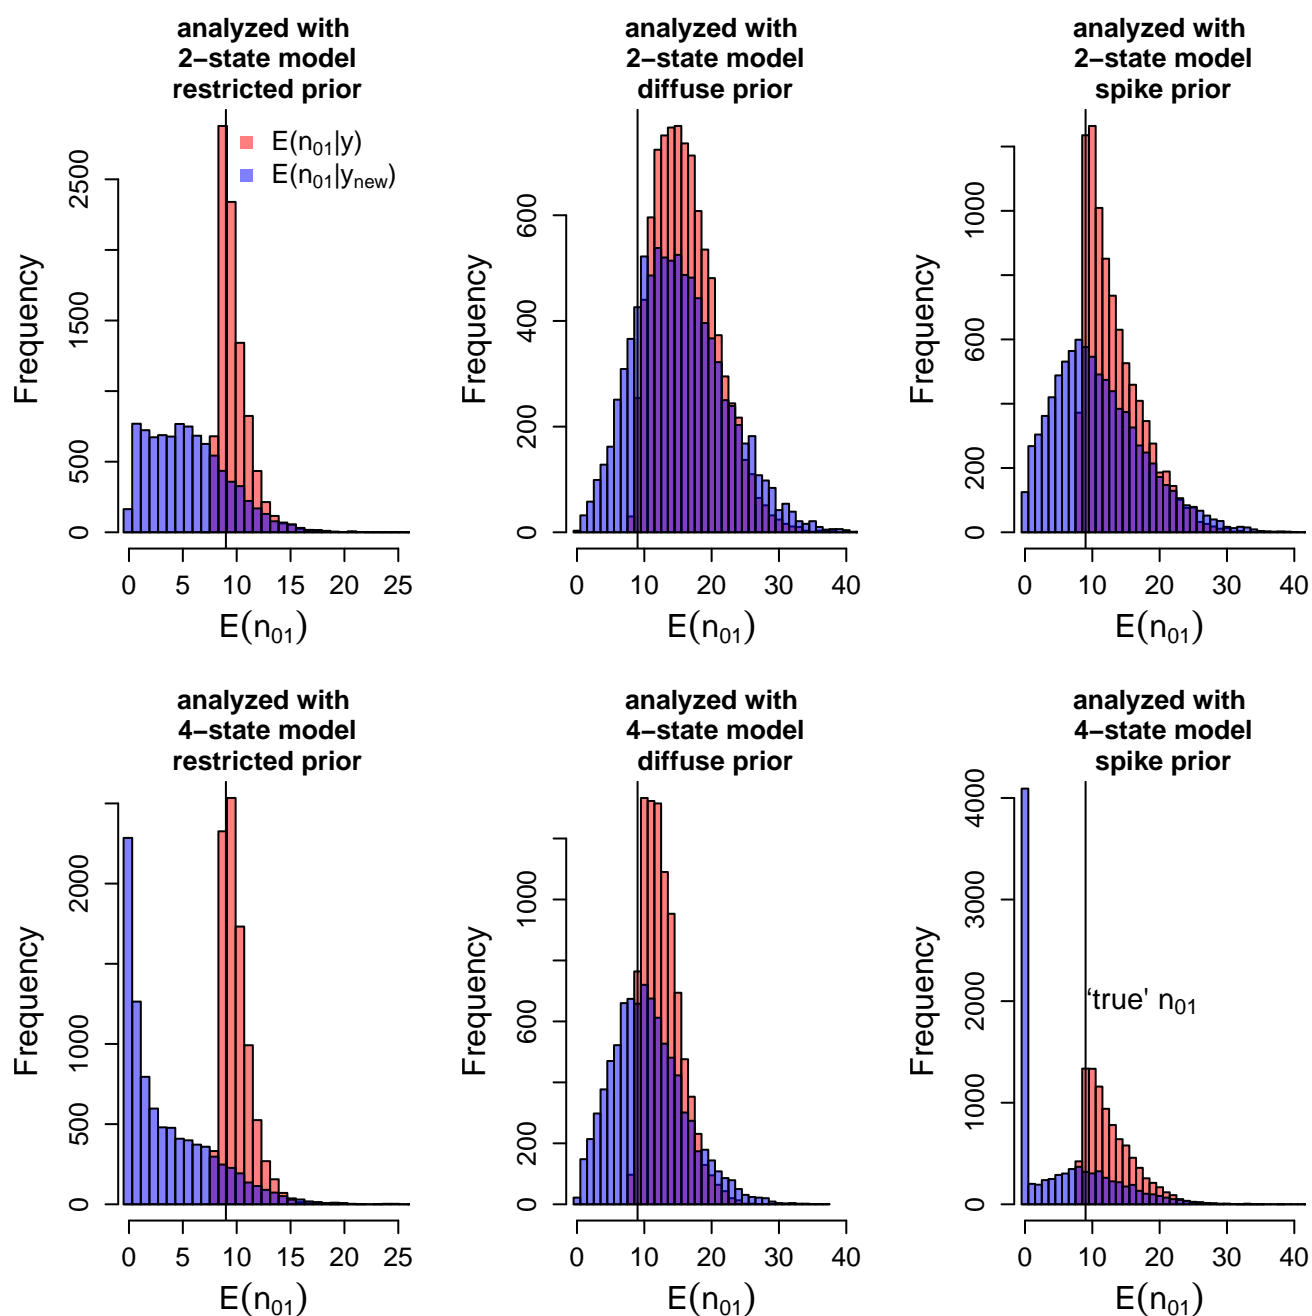 analyzed with
2−state model
restricted prior
E(n01|y)
E(n01|ynew)
Frequency
0
500
1500
2500
0 5 10 15 20 25
E(n01)
analyzed with
2−state model
diffuse prior
Frequency
0
200
400
600
0 10 20 30 40
E(n01)
analyzed with
2−state model
spike prior
Frequency
0
200
600
1000
0 10 20 30 40
E(n01)
analyzed with
4−state model
restricted prior
Frequency
0
500
1000
2000
0 5 10 15 20 25
E(n01)
analyzed with
4−state model
diffuse prior
Frequency
0
200
600
1000
0 10 20 30 40
E(n01)
analyzed with
4−state model
spike prior
‘true' n01
Frequency
0
1000
2000
3000
4000
0 10 20 30 40
E(n01)